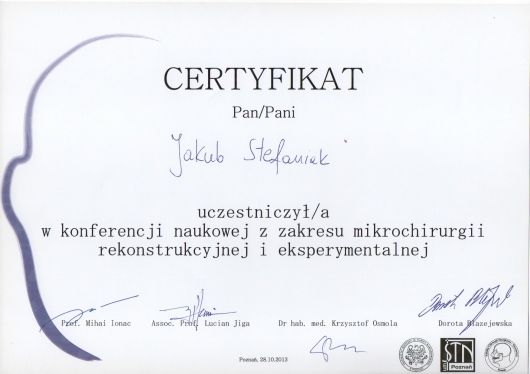 CERTYFIKAT
Pan/Pani
Jakub Stefaniak
uczestniczył/a
w konferencji naukowej z zakresu mikrochirurgii
rekonstrukcyjnej i eksperymentalnej
Prof. Mihai Ionac
Assoc. Prof. Lucian Jiga
Dr hab. med. Krzysztof Osmola
Dorota Błażejewska
Poznań, 28.10.2013
STN
Poznań